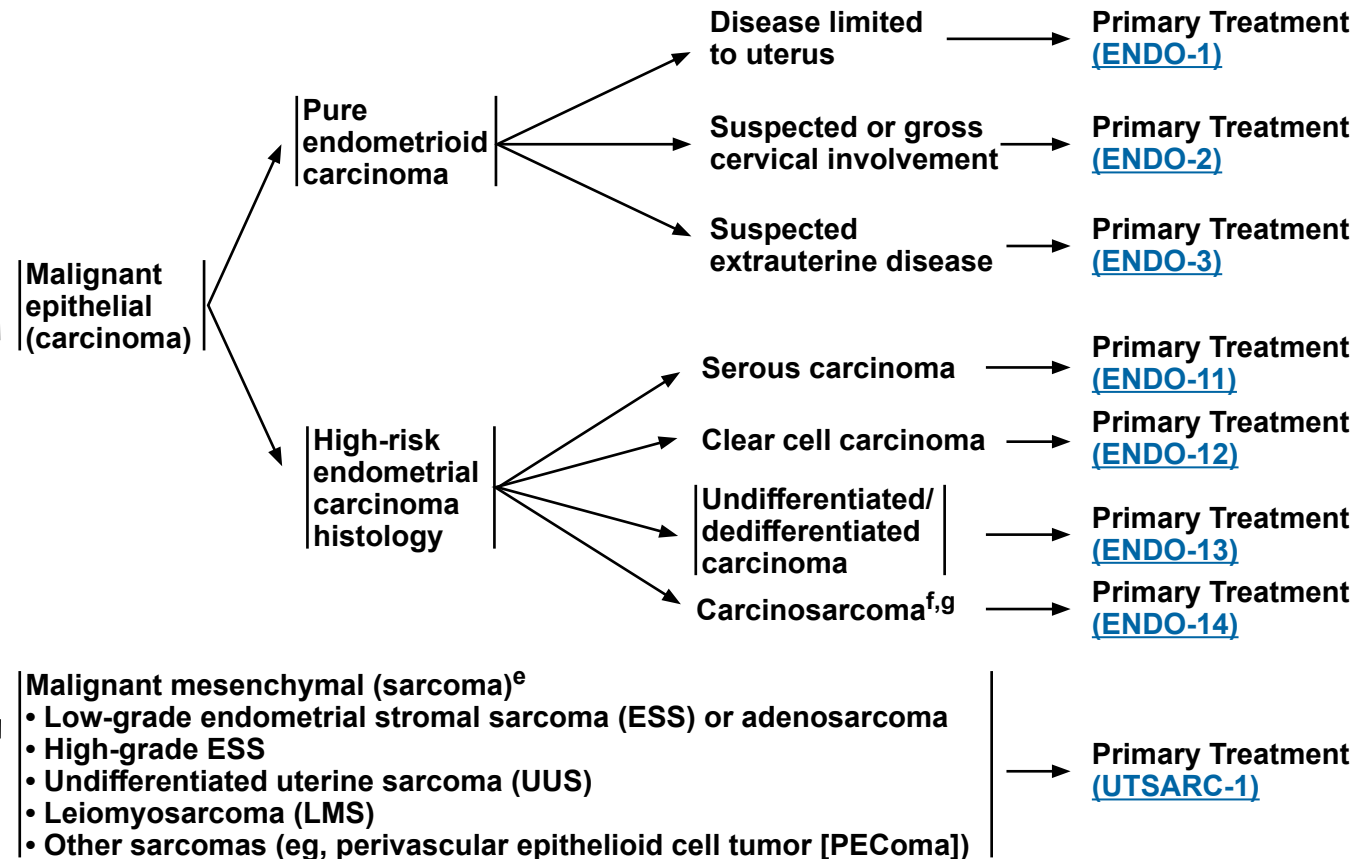 Disease limited
to uterus
Primary Treatment
(ENDO-1)
Pure
endometrioid
carcinoma
Suspected or gross
cervical involvement
Primary Treatment
(ENDO-2)
Suspected
extrauterine disease
Primary Treatment
(ENDO-3)
Malignant
epithelial
(carcinoma)
Serous carcinoma
Primary Treatment
(ENDO-11)
High-risk
endometrial
carcinoma
histology
Clear cell carcinoma
Primary Treatment
(ENDO-12)
Undifferentiated/
dedifferentiated
carcinoma
Primary Treatment
(ENDO-13)
Carcinosarcomaf,g
Primary Treatment
(ENDO-14)
Malignant mesenchymal (sarcoma)e
• Low-grade endometrial stromal sarcoma (ESS) or adenosarcoma
• High-grade ESS
• Undifferentiated uterine sarcoma (UUS)
• Leiomyosarcoma (LMS)
• Other sarcomas (eg, perivascular epithelioid cell tumor [PEComa])
Primary Treatment
(UTSARC-1)